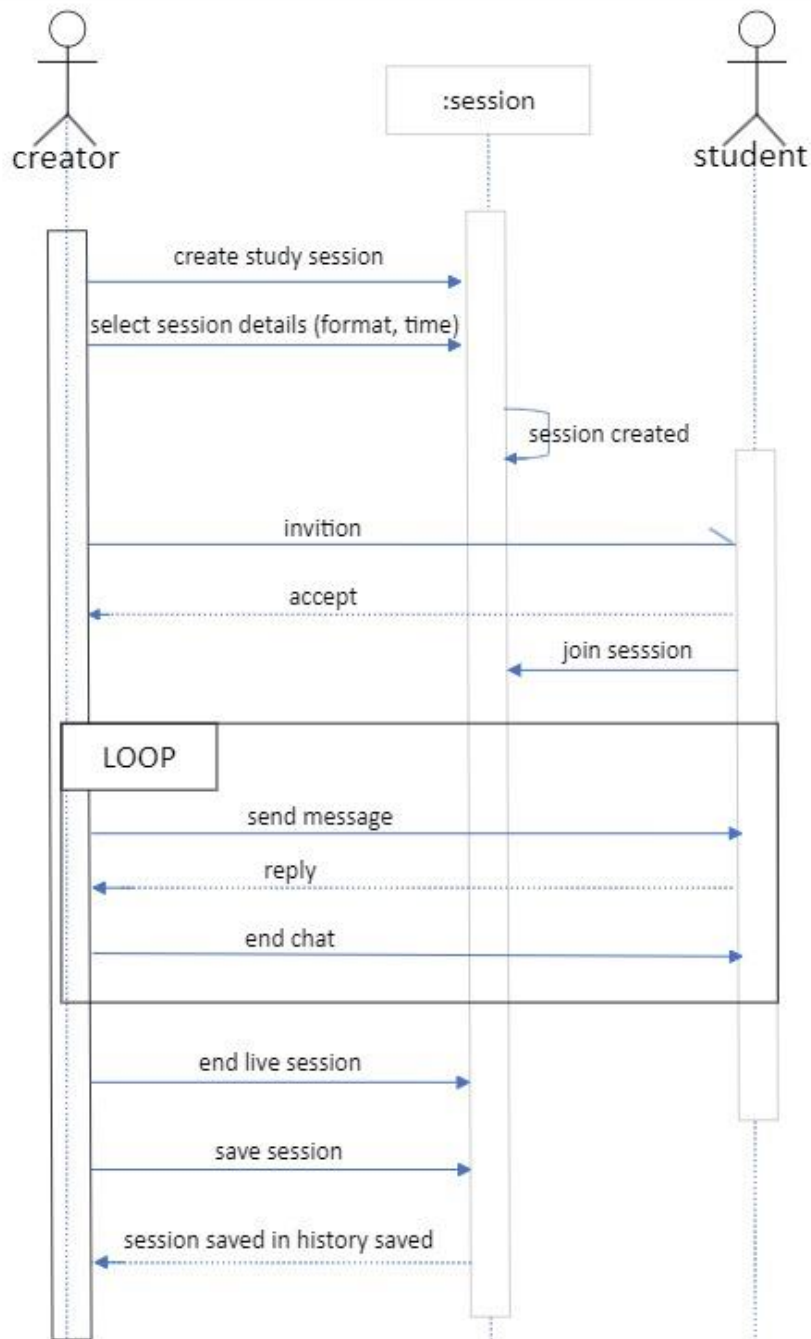 :session
creator
student
create study session
select session details (format, time)
session created
invition
accept
join sesssion
LOOP
send message
reply
end chat
end live session
save session
session saved in history saved